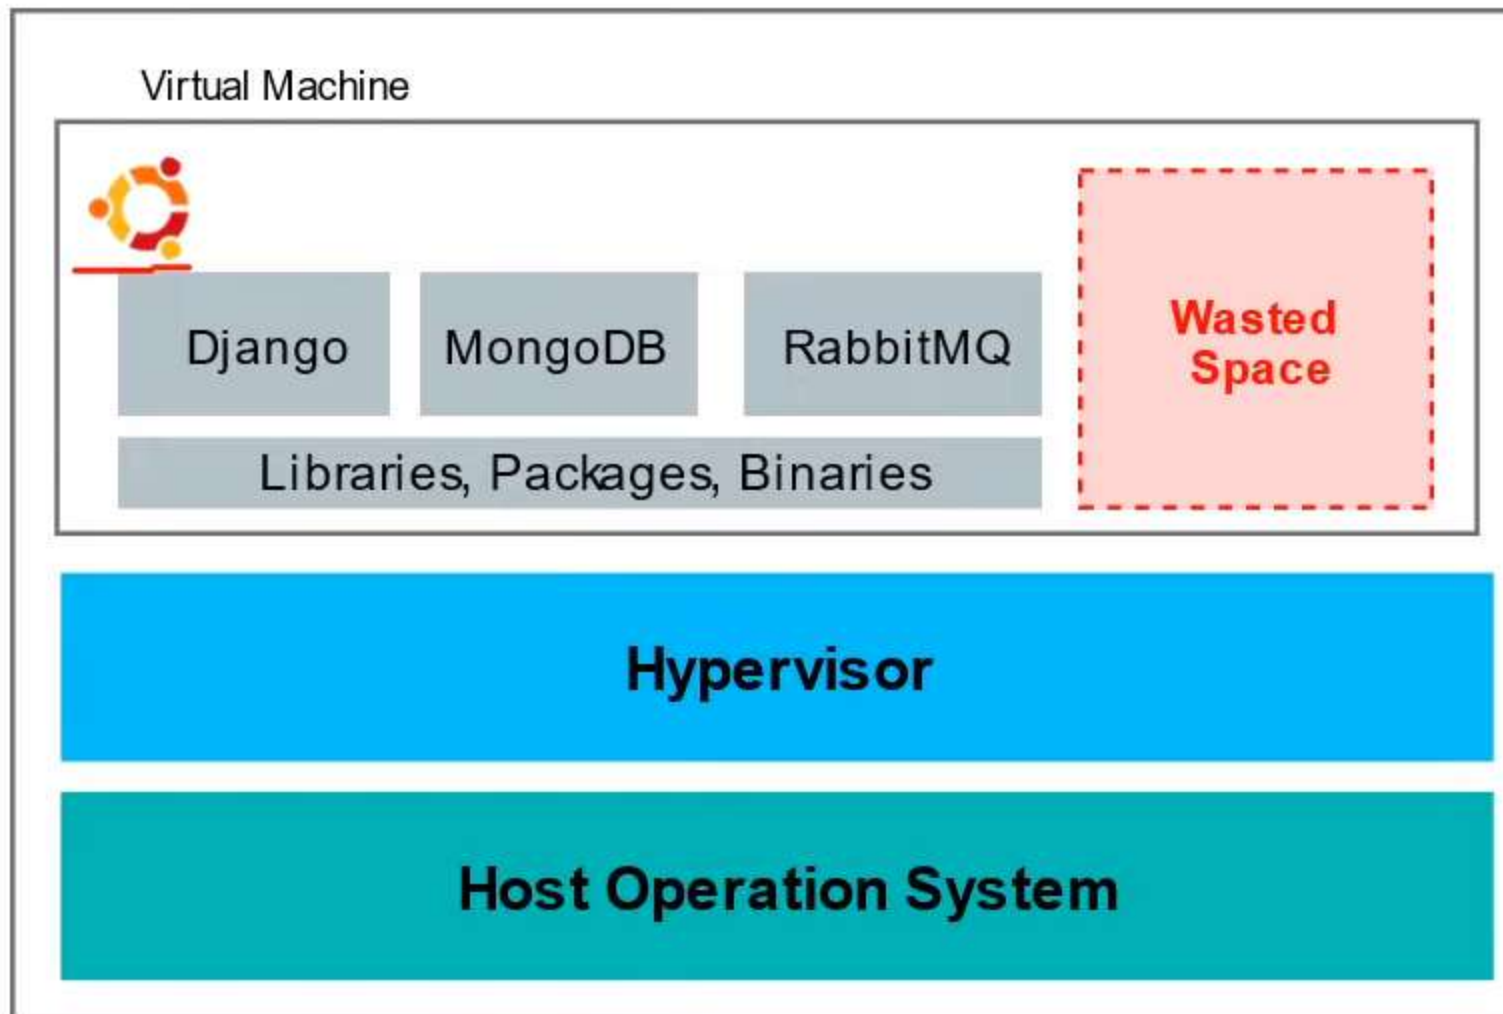 Virtual Machine
Django
MongoDB
RabbitMQ
Wasted
Space
Libraries, Packages, Binaries
Hypervisor
Host Operation System